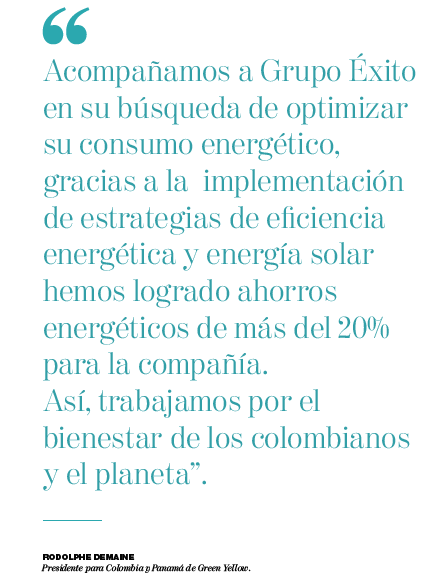 “
Acompañamos a Grupo Éxito
en su búsqueda de optimizar
su consumo energético,
gracias a la implementación
de estrategias de eficiencia
energética y energía solar
hemos logrado ahorros
energéticos de más del 20%
para la compañía.
Así, trabajamos por el
bienestar de los colombianos
y el planeta”.
RODOLPHE DEMAINE
Presidente para Colombia y Panamá de Green Yellow.